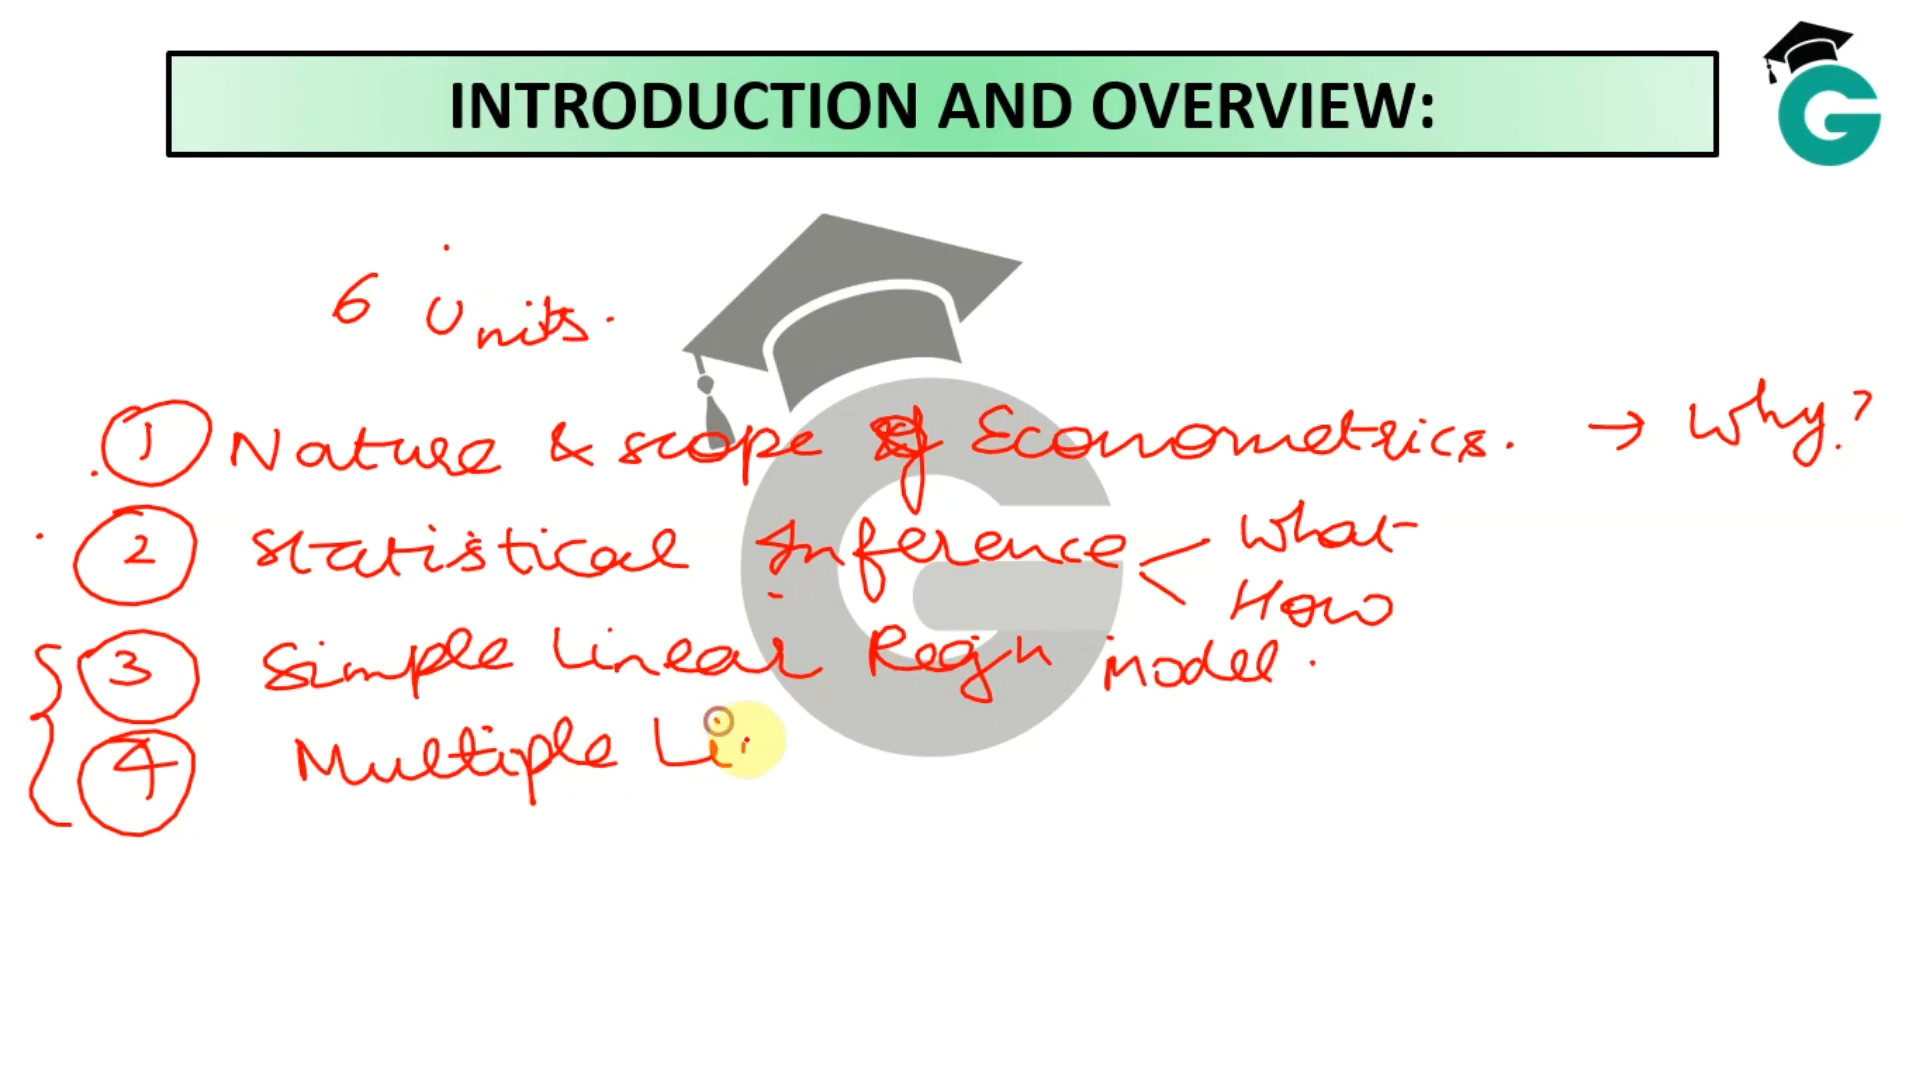 INTRODUCTION AND OVERVIEW:
6 Units.
1 Nature & scope of Econometrics. → Why?
2 Statistical Inference < What
How
3 Simple Linear Regn model.
4 Multiple Li